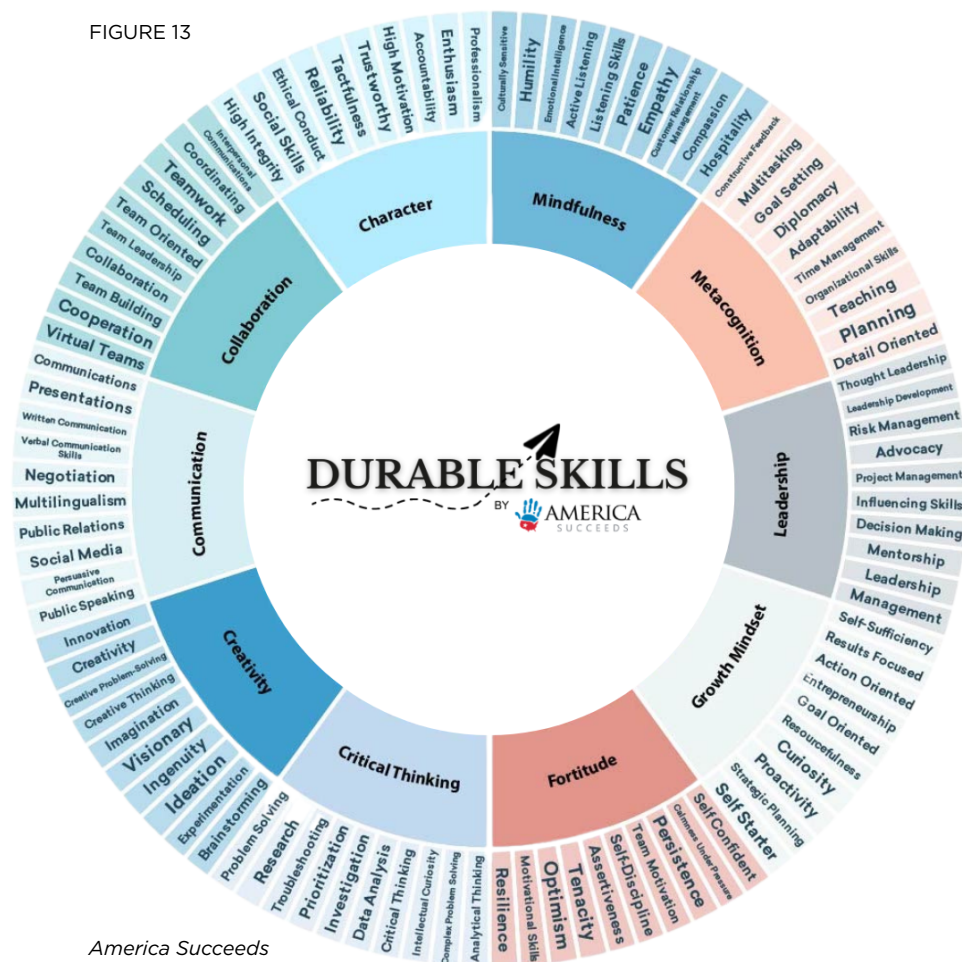 FIGURE 13
Mindfulness
Culturally Sensitive
Humility
Emotional Intelligence
Active Listening
Listening Skills
Patience
Empathy
Customer Relationship
Management
Compassion
Hospitality
Metacognition
Constructive Feedback
Multitasking
Goal Setting
Diplomacy
Adaptability
Time Management
Organizational Skills
Teaching
Planning
Detail Oriented
Leadership
Thought Leadership
Leadership Development
Risk Management
Advocacy
Project Management
Influencing Skills
Decision Making
Mentorship
Leadership
Management
Growth Mindset
Self-Sufficiency
Results Focused
Action Oriented
Entrepreneurship
Goal Oriented
Resourcefulness
Curiosity
Proactivity
Strategic Planning
Self Starter
Fortitude
Self Confident
Calmness Under Pressure
Persistence
Team Motivation
Self-Discipline
Assertiveness
Tenacity
Optimism
Motivational Skills
Resilience
Critical Thinking
Analytical Thinking
Complex Problem Solving
Intellectual Curiosity
Critical Thinking
Data Analysis
Investigation
Prioritization
Troubleshooting
Research
Problem Solving
Creativity
Brainstorming
Experimentation
Ideation
Ingenuity
Visionary
Imagination
Creative Thinking
Creative Problem-Solving
Creativity
Innovation
Communication
Public Speaking
Persuasive
Communication
Social Media
Public Relations
Multilingualism
Negotiation
Verbal Communication
Skills
Written Communication
Presentations
Communications
Collaboration
Virtual Teams
Cooperation
Team Building
Collaboration
Team Leadership
Team Oriented
Scheduling
Teamwork
Coordinating
Interpersonal
Communications
Character
High Integrity
Social Skills
Ethical Conduct
Reliability
Tactfulness
Trustworthy
High Motivation
Accountability
Enthusiasm
Professionalism
DURABLE SKILLS
BY AMERICA
SUCCEEDS
America Succeeds